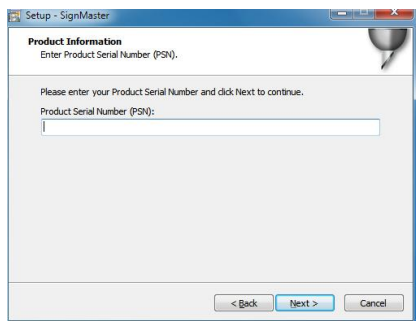 Setup - SignMaster
Product Information
Enter Product Serial Number (PSN).
Please enter your Product Serial Number and click Next to continue.
Product Serial Number (PSN):
< Back
Next >
Cancel